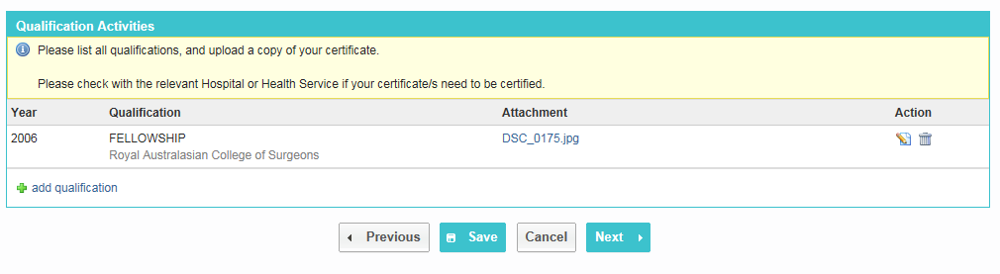 Qualification Activities
Please list all qualifications, and upload a copy of your certificate.
Please check with the relevant Hospital or Health Service if your certificate/s need to be certified.
Year Qualification Attachment Action
2006 FELLOWSHIP DSC_0175.jpg
Royal Australasian College of Surgeons
add qualification
Previous Save Cancel Next